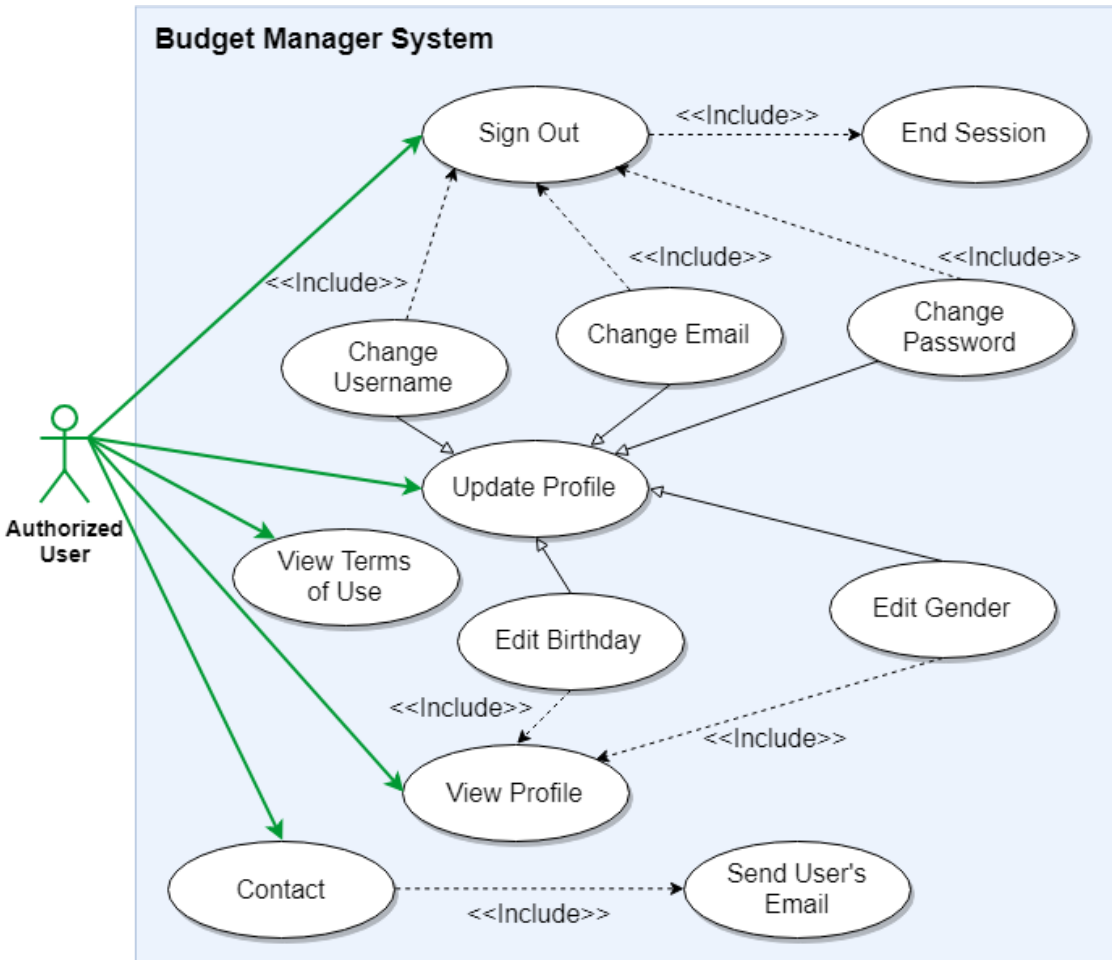 Budget Manager System
Sign Out
<<Include>>
End Session
<<Include>>
<<Include>>
<<Include>>
Change
Username
Change Email
Change
Password
Authorized
User
Update Profile
View Terms
of Use
Edit Birthday
Edit Gender
<<Include>>
<<Include>>
View Profile
Contact
<<Include>>
Send User's
Email